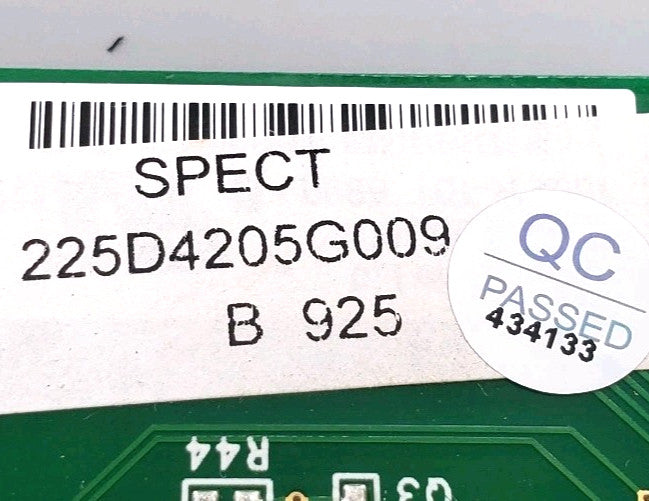 SPECT
225D4205G009
B 925
QC
PASSED
434133
R44
Q3